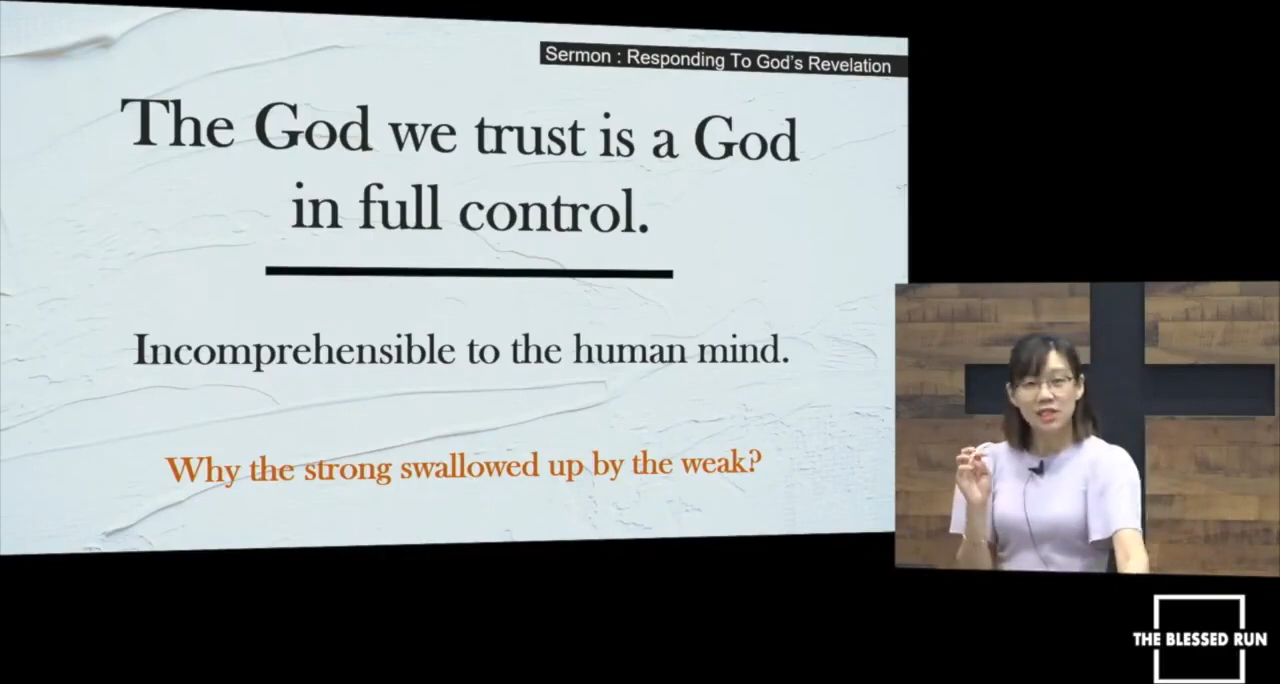 Sermon : Responding To God's Revelation
The God we trust is a God
in full control.
Incomprehensible to the human mind.
Why the strong swallowed up by the weak?
THE BLESSED RUN